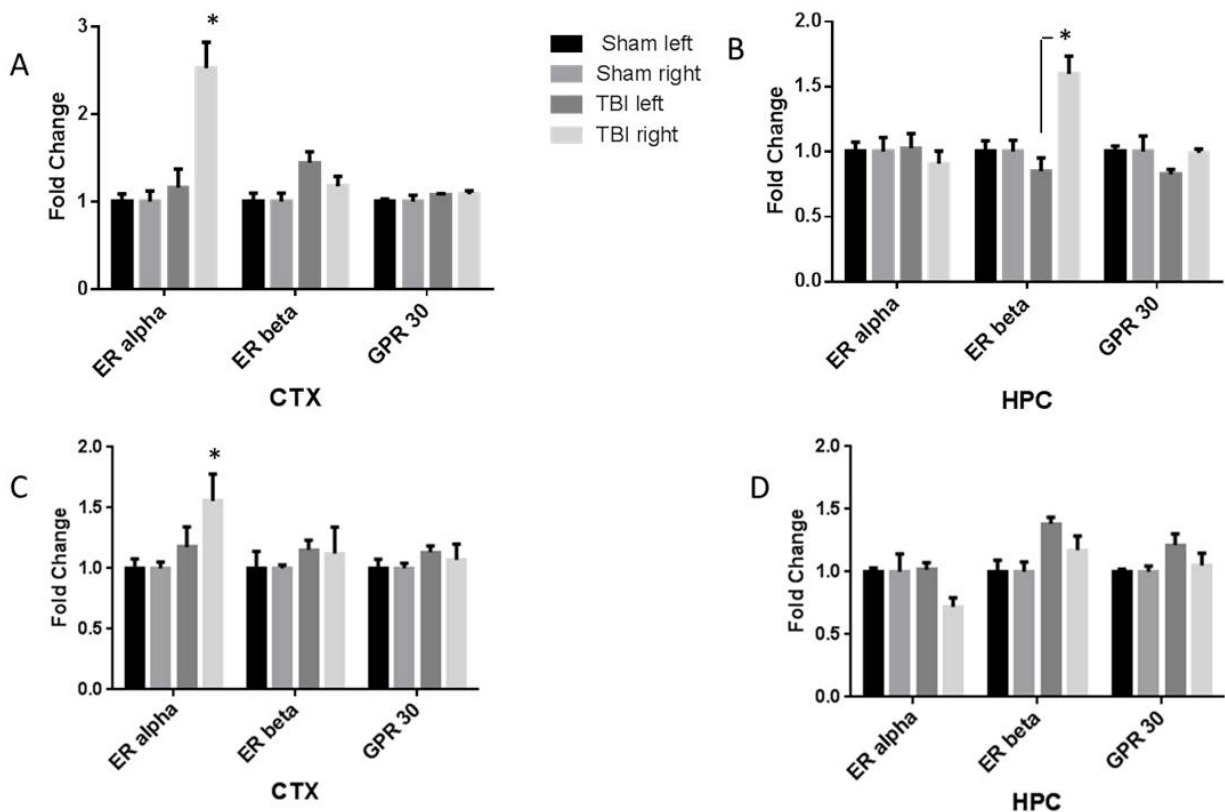 A
Fold Change
3
2
1
0
*
ER alpha
ER beta
GPR 30
CTX
Sham left
Sham right
TBI left
TBI right
B
Fold Change
2.0
1.5
1.0
0.5
0.0
*
ER alpha
ER beta
GPR 30
HPC
C
Fold Change
2.0
1.5
1.0
0.5
0.0
*
ER alpha
ER beta
GPR 30
CTX
D
Fold Change
2.0
1.5
1.0
0.5
0.0
ER alpha
ER beta
GPR 30
HPC